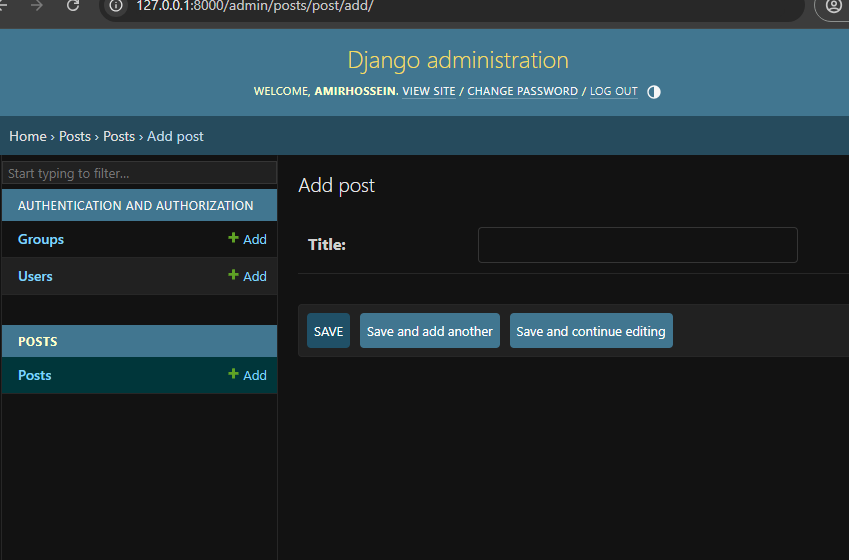 127.0.0.1:8000/admin/posts/post/add/
Django administration
WELCOME, AMIRHOSSEIN. VIEW SITE / CHANGE PASSWORD / LOG OUT
Home › Posts › Posts › Add post
Start typing to filter...
AUTHENTICATION AND AUTHORIZATION
Groups + Add
Users + Add
POSTS
Posts + Add
Add post
Title:
SAVE Save and add another Save and continue editing